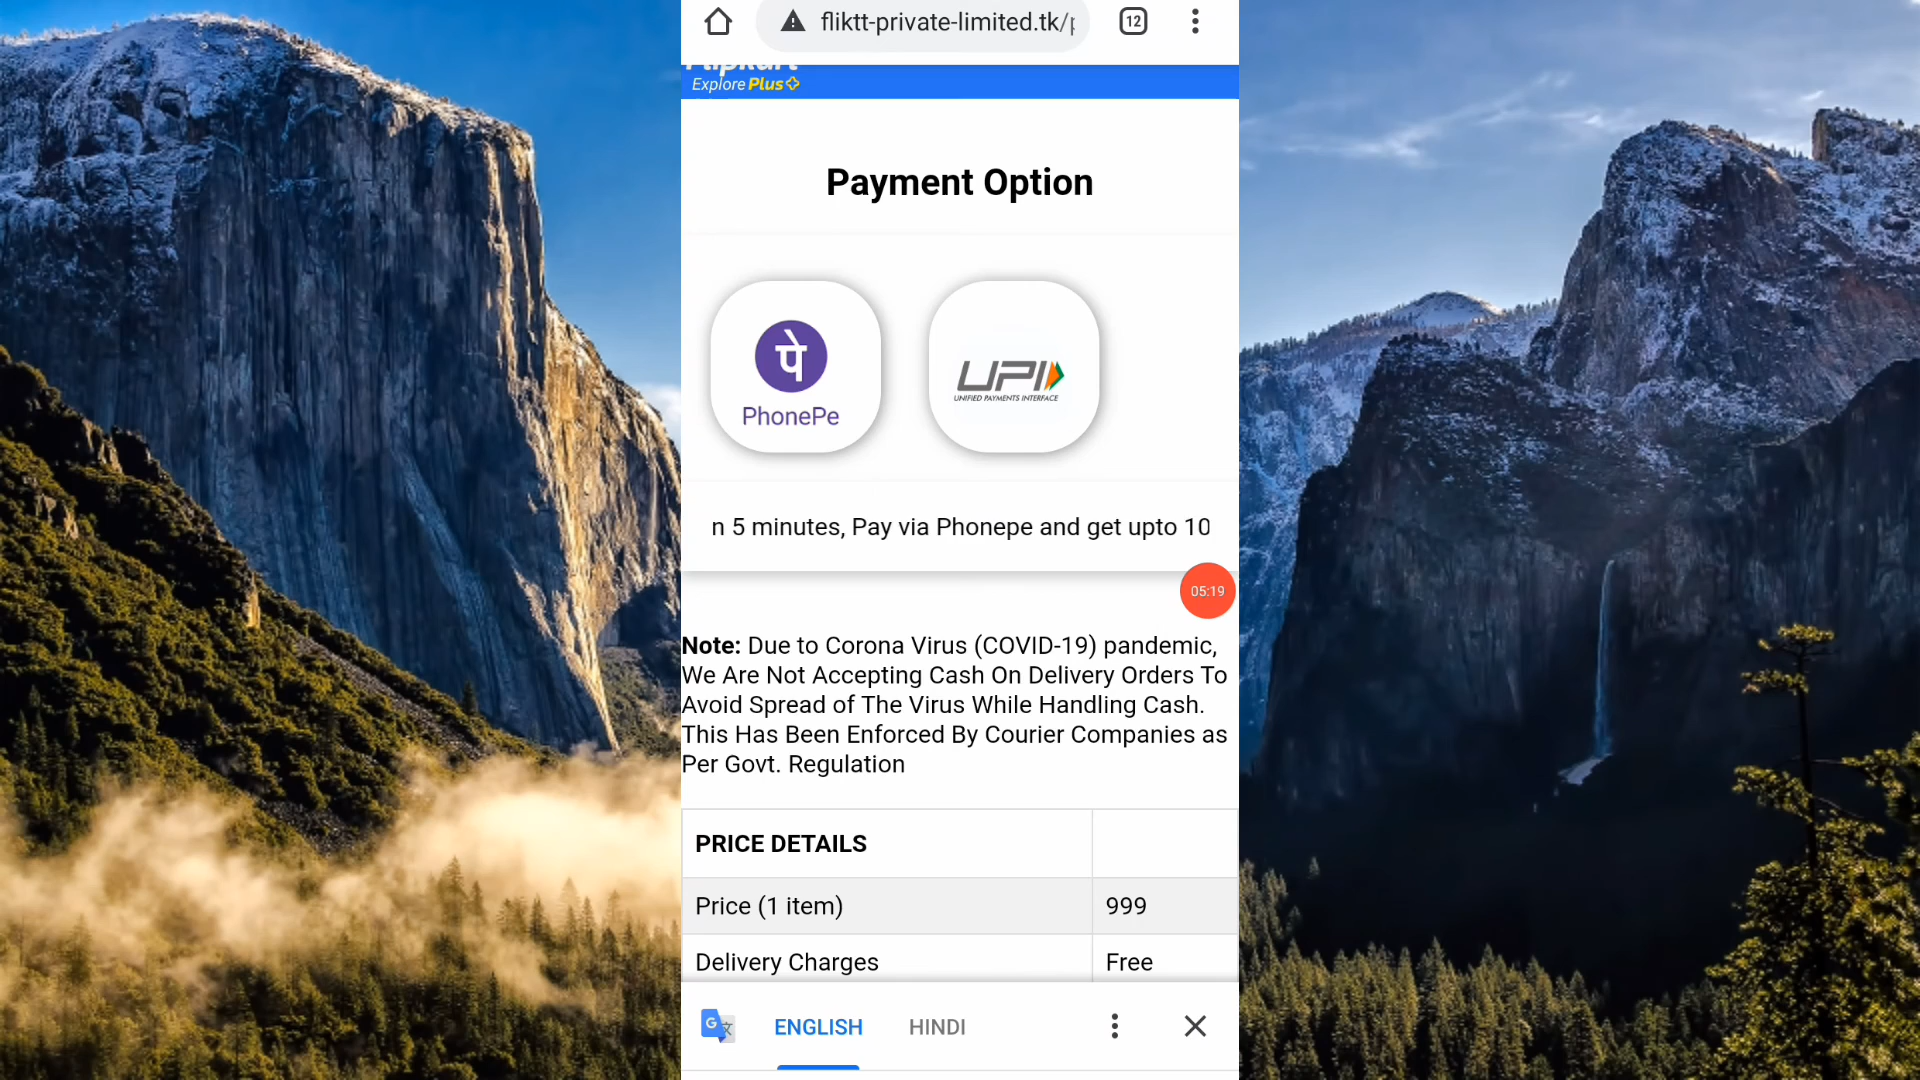 fliktt-private-limited.tk/p
12
Flipkart
Explore Plus
Payment Option
पे
PhonePe
UPI
UNIFIED PAYMENTS INTERFACE
n 5 minutes, Pay via Phonepe and get upto 10
05:19
Note: Due to Corona Virus (COVID-19) pandemic,
We Are Not Accepting Cash On Delivery Orders To
Avoid Spread of The Virus While Handling Cash.
This Has Been Enforced By Courier Companies as
Per Govt. Regulation
PRICE DETAILS
Price (1 item) 999
Delivery Charges Free
G 文
ENGLISH HINDI